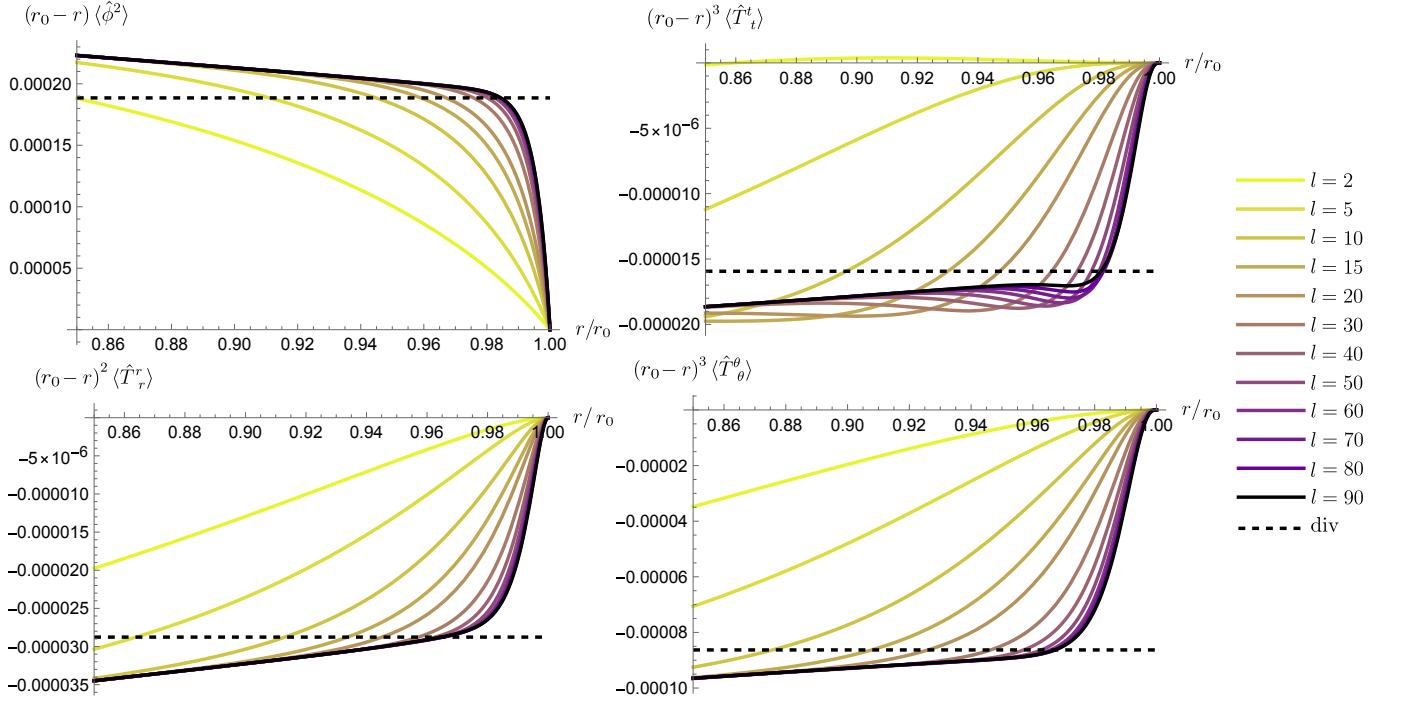 (r₀ − r) ⟨φ̂²⟩
0.00020
0.00015
0.00010
0.00005
0.86 0.88 0.90 0.92 0.94 0.96 0.98 1.00
r/r₀
(r₀ − r)³ ⟨T̂ᵗₜ⟩
0.86 0.88 0.90 0.92 0.94 0.96 0.98 1.00
r/r₀
−5×10⁻⁶
−0.000010
−0.000016
−0.000020
(r₀ − r)² ⟨T̂ʳᵣ⟩
0.86 0.88 0.90 0.92 0.94 0.96 0.98 1.00
r/r₀
−5×10⁻⁶
−0.000010
−0.000015
−0.000020
−0.000025
−0.000030
−0.000035
(r₀ − r)³ ⟨T̂^θ_θ⟩
0.86 0.88 0.90 0.92 0.94 0.96 0.98 1.00
r/r₀
−0.00002
−0.00004
−0.00006
−0.00008
−0.00010
l = 2
l = 5
l = 10
l = 15
l = 20
l = 30
l = 40
l = 50
l = 60
l = 70
l = 80
l = 90
div